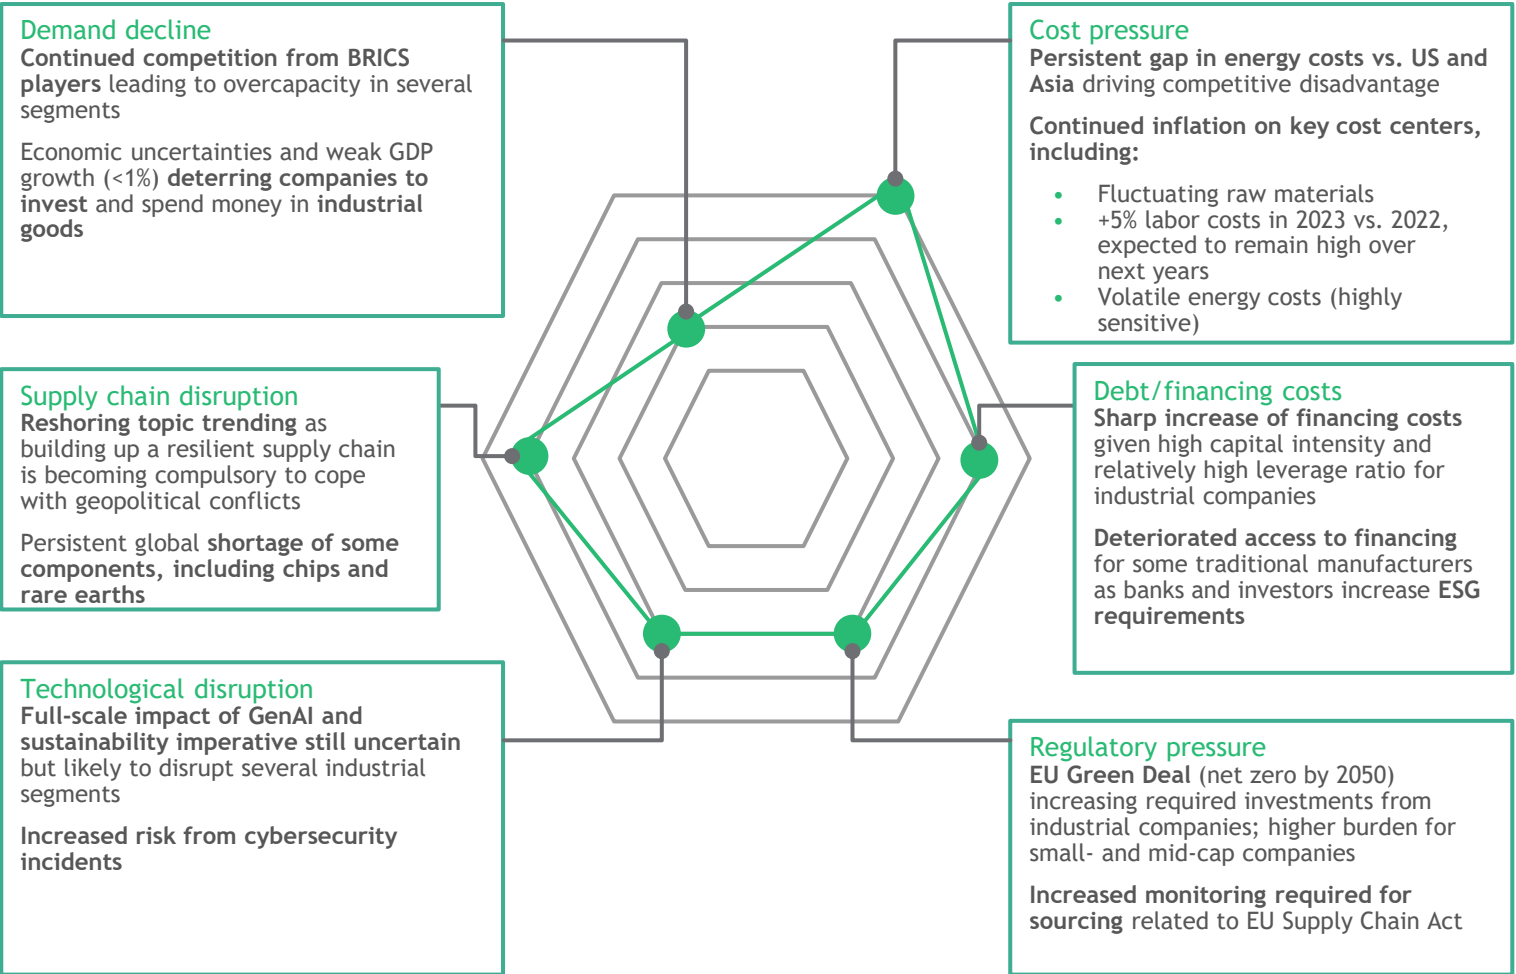 Demand decline
Continued competition from BRICS
players leading to overcapacity in several
segments
Economic uncertainties and weak GDP
growth (<1%) deterring companies to
invest and spend money in industrial
goods
Cost pressure
Persistent gap in energy costs vs. US and
Asia driving competitive disadvantage
Continued inflation on key cost centers,
including:
• Fluctuating raw materials
• +5% labor costs in 2023 vs. 2022,
expected to remain high over
next years
• Volatile energy costs (highly
sensitive)
Supply chain disruption
Reshoring topic trending as
building up a resilient supply chain
is becoming compulsory to cope
with geopolitical conflicts
Persistent global shortage of some
components, including chips and
rare earths
Debt/financing costs
Sharp increase of financing costs
given high capital intensity and
relatively high leverage ratio for
industrial companies
Deteriorated access to financing
for some traditional manufacturers
as banks and investors increase ESG
requirements
Technological disruption
Full-scale impact of GenAI and
sustainability imperative still uncertain
but likely to disrupt several industrial
segments
Increased risk from cybersecurity
incidents
Regulatory pressure
EU Green Deal (net zero by 2050)
increasing required investments from
industrial companies; higher burden for
small- and mid-cap companies
Increased monitoring required for
sourcing related to EU Supply Chain Act